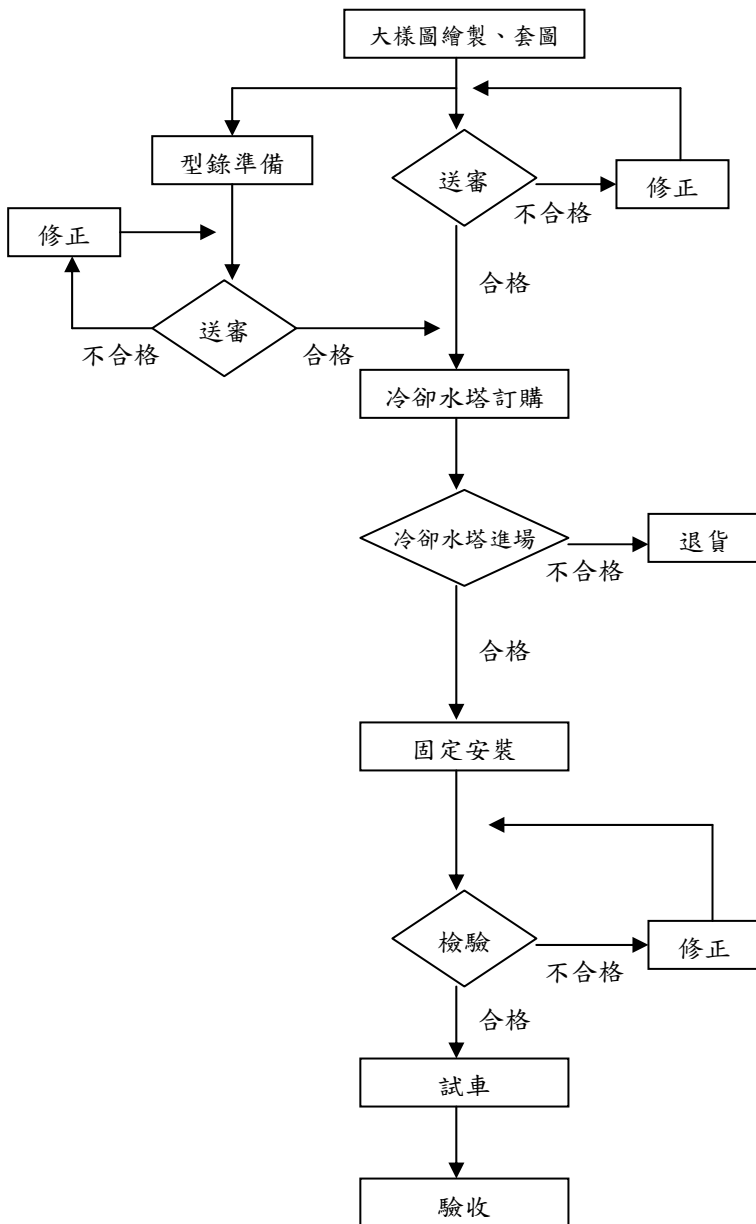 大樣圖繪製、套圖
型錄準備
送審
不合格
修正
修正
合格
送審
不合格
合格
冷卻水塔訂購
冷卻水塔進場
不合格
退貨
合格
固定安裝
檢驗
不合格
修正
合格
試車
驗收